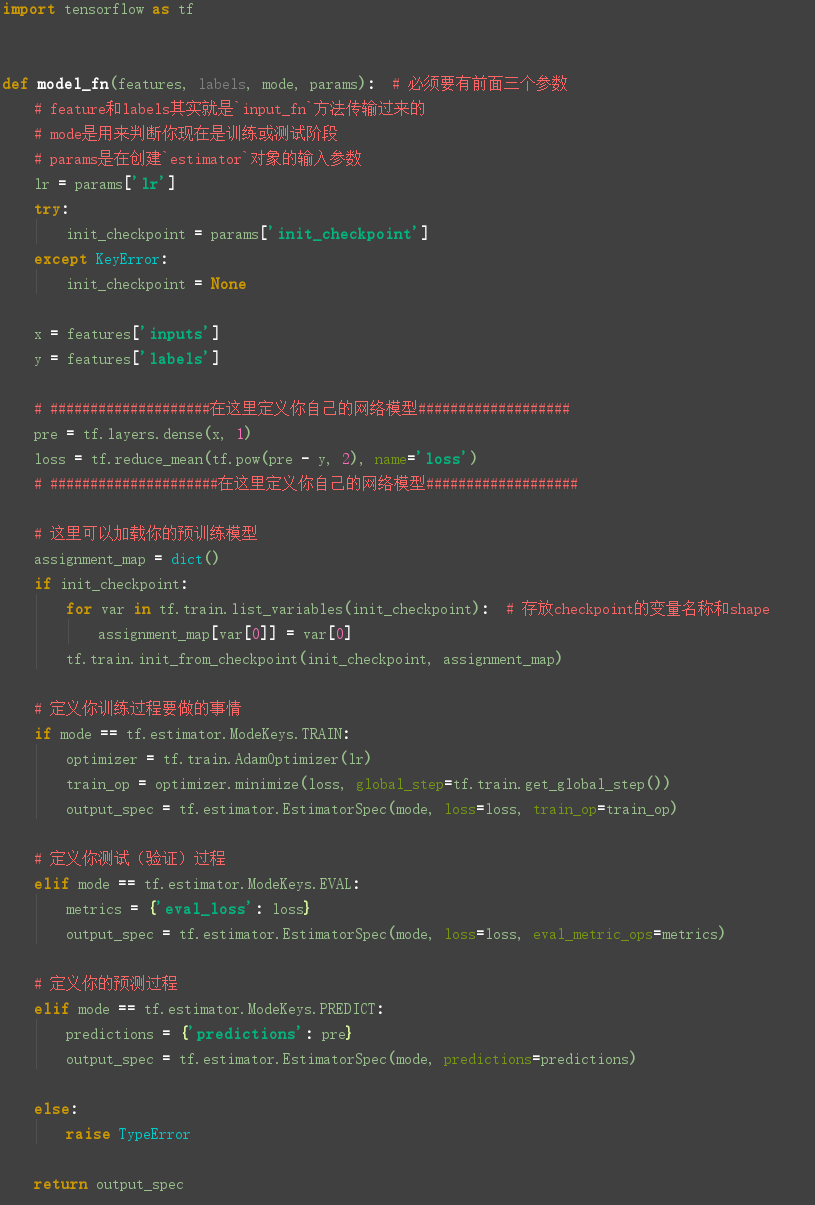 import tensorflow as tf
def model_fn(features, labels, mode, params):  # 必须要有前面三个参数
    # feature和labels其实就是`input_fn`方法传输过来的
    # mode是用来判断你现在是训练或测试阶段
    # params是在创建`estimator`对象的输入参数
    lr = params['lr']
    try:
        init_checkpoint = params['init_checkpoint']
    except KeyError:
        init_checkpoint = None
    x = features['inputs']
    y = features['labels']
    # ####################在这里定义你自己的网络模型###################
    pre = tf.layers.dense(x, 1)
    loss = tf.reduce_mean(tf.pow(pre - y, 2), name='loss')
    # #####################在这里定义你自己的网络模型###################
    # 这里可以加载你的预训练模型
    assignment_map = dict()
    if init_checkpoint:
        for var in tf.train.list_variables(init_checkpoint):  # 存放checkpoint的变量名称和shape
            assignment_map[var[0]] = var[0]
        tf.train.init_from_checkpoint(init_checkpoint, assignment_map)
    # 定义你训练过程要做的事情
    if mode == tf.estimator.ModeKeys.TRAIN:
        optimizer = tf.train.AdamOptimizer(lr)
        train_op = optimizer.minimize(loss, global_step=tf.train.get_global_step())
        output_spec = tf.estimator.EstimatorSpec(mode, loss=loss, train_op=train_op)
    # 定义你测试（验证）过程
    elif mode == tf.estimator.ModeKeys.EVAL:
        metrics = {'eval_loss': loss}
        output_spec = tf.estimator.EstimatorSpec(mode, loss=loss, eval_metric_ops=metrics)
    # 定义你的预测过程
    elif mode == tf.estimator.ModeKeys.PREDICT:
        predictions = {'predictions': pre}
        output_spec = tf.estimator.EstimatorSpec(mode, predictions=predictions)
    else:
        raise TypeError
    return output_spec